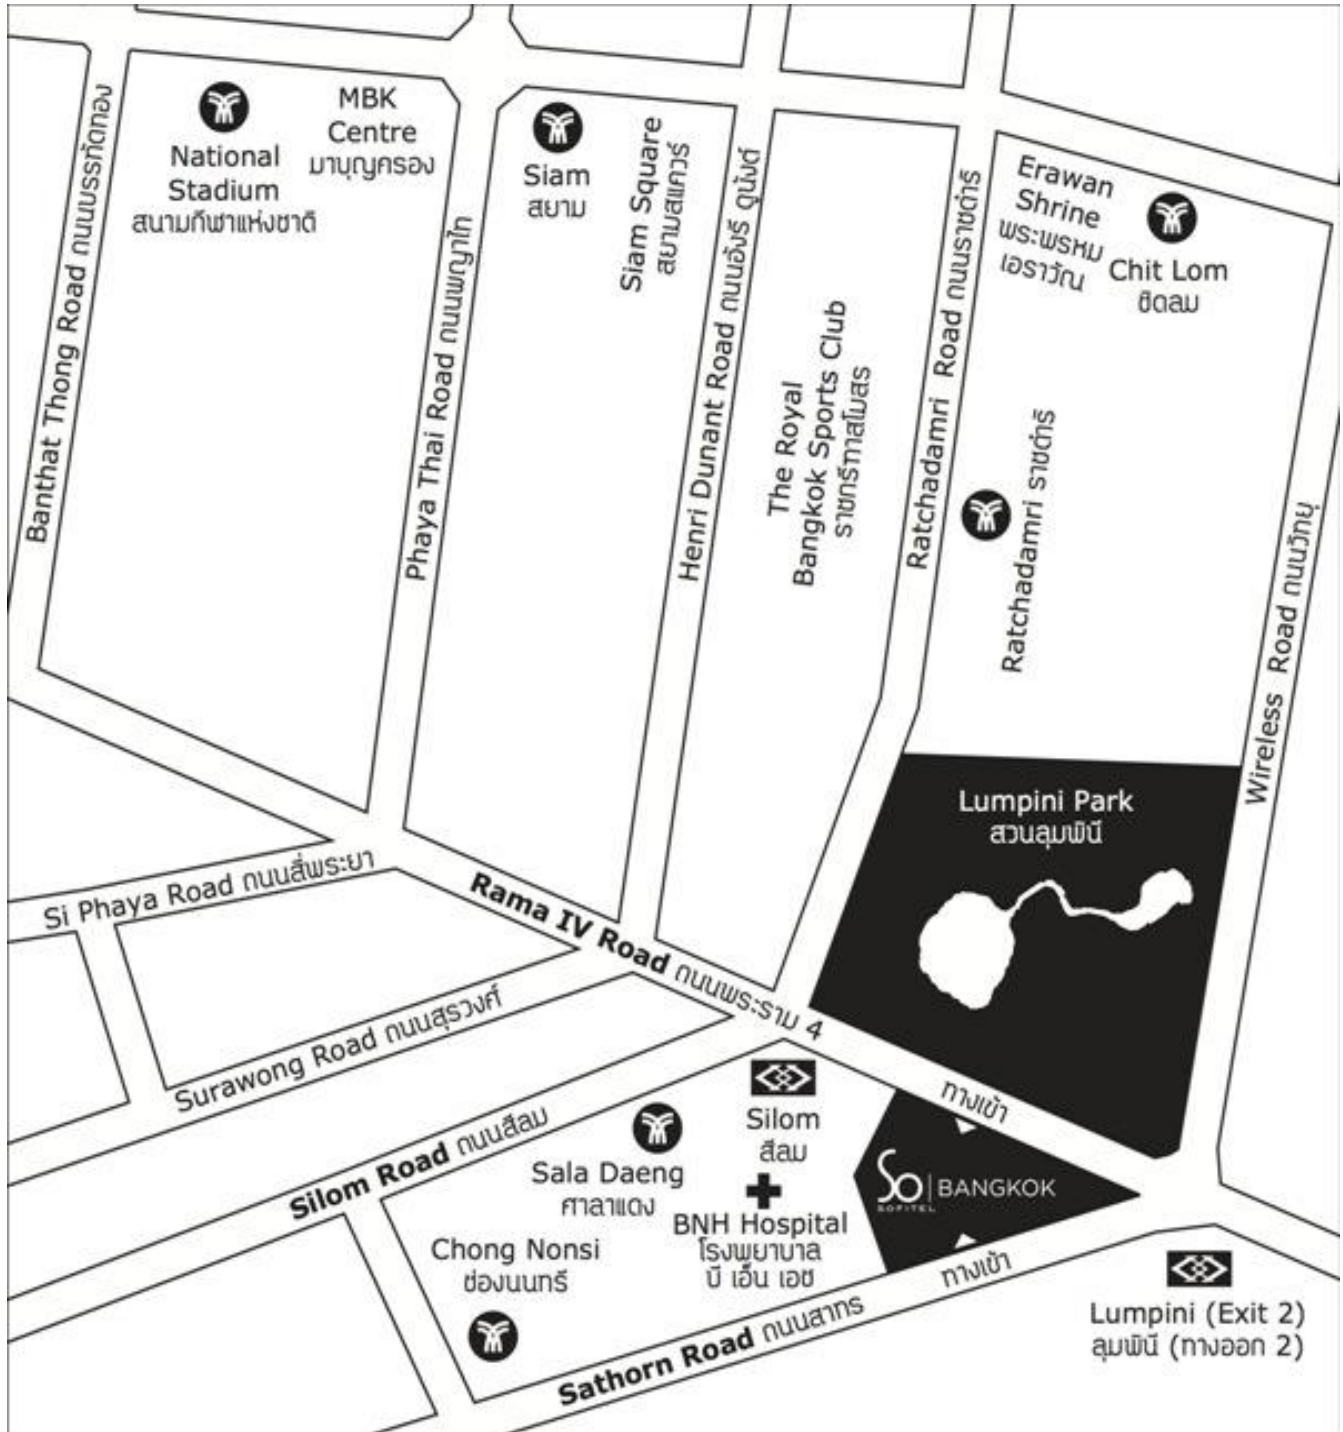 MBK
Centre
มาบุญครอง
National
Stadium
สนามกีฬาแห่งชาติ
Siam
สยาม
Siam Square
สยามสแควร์
Erawan
Shrine
พระพรหม
เอราวัณ
Chit Lom
ชิดลม
Banthat Thong Road ถนนบรรทัดทอง
Phaya Thai Road ถนนพญาไท
Henri Dunant Road ถนนอังรี ดูนังต์
The Royal
Bangkok Sports Club
ราชกรีฑาสโมสร
Ratchadamri Road ถนนราชดำริ
Ratchadamri ราชดำริ
Wireless Road ถนนวิทยุ
Lumpini Park
สวนลุมพินี
Si Phaya Road ถนนสี่พระยา
Rama IV Road ถนนพระราม 4
Surawong Road ถนนสุรวงศ์
Silom Road ถนนสีลม
Silom
สีลม
ทางเข้า
Sala Daeng
ศาลาแดง
SO BANGKOK
SOFITEL
BNH Hospital
โรงพยาบาล
บี เอ็น เอช
Chong Nonsi
ช่องนนทรี
ทางเข้า
Sathorn Road ถนนสาทร
Lumpini (Exit 2)
ลุมพินี (ทางออก 2)